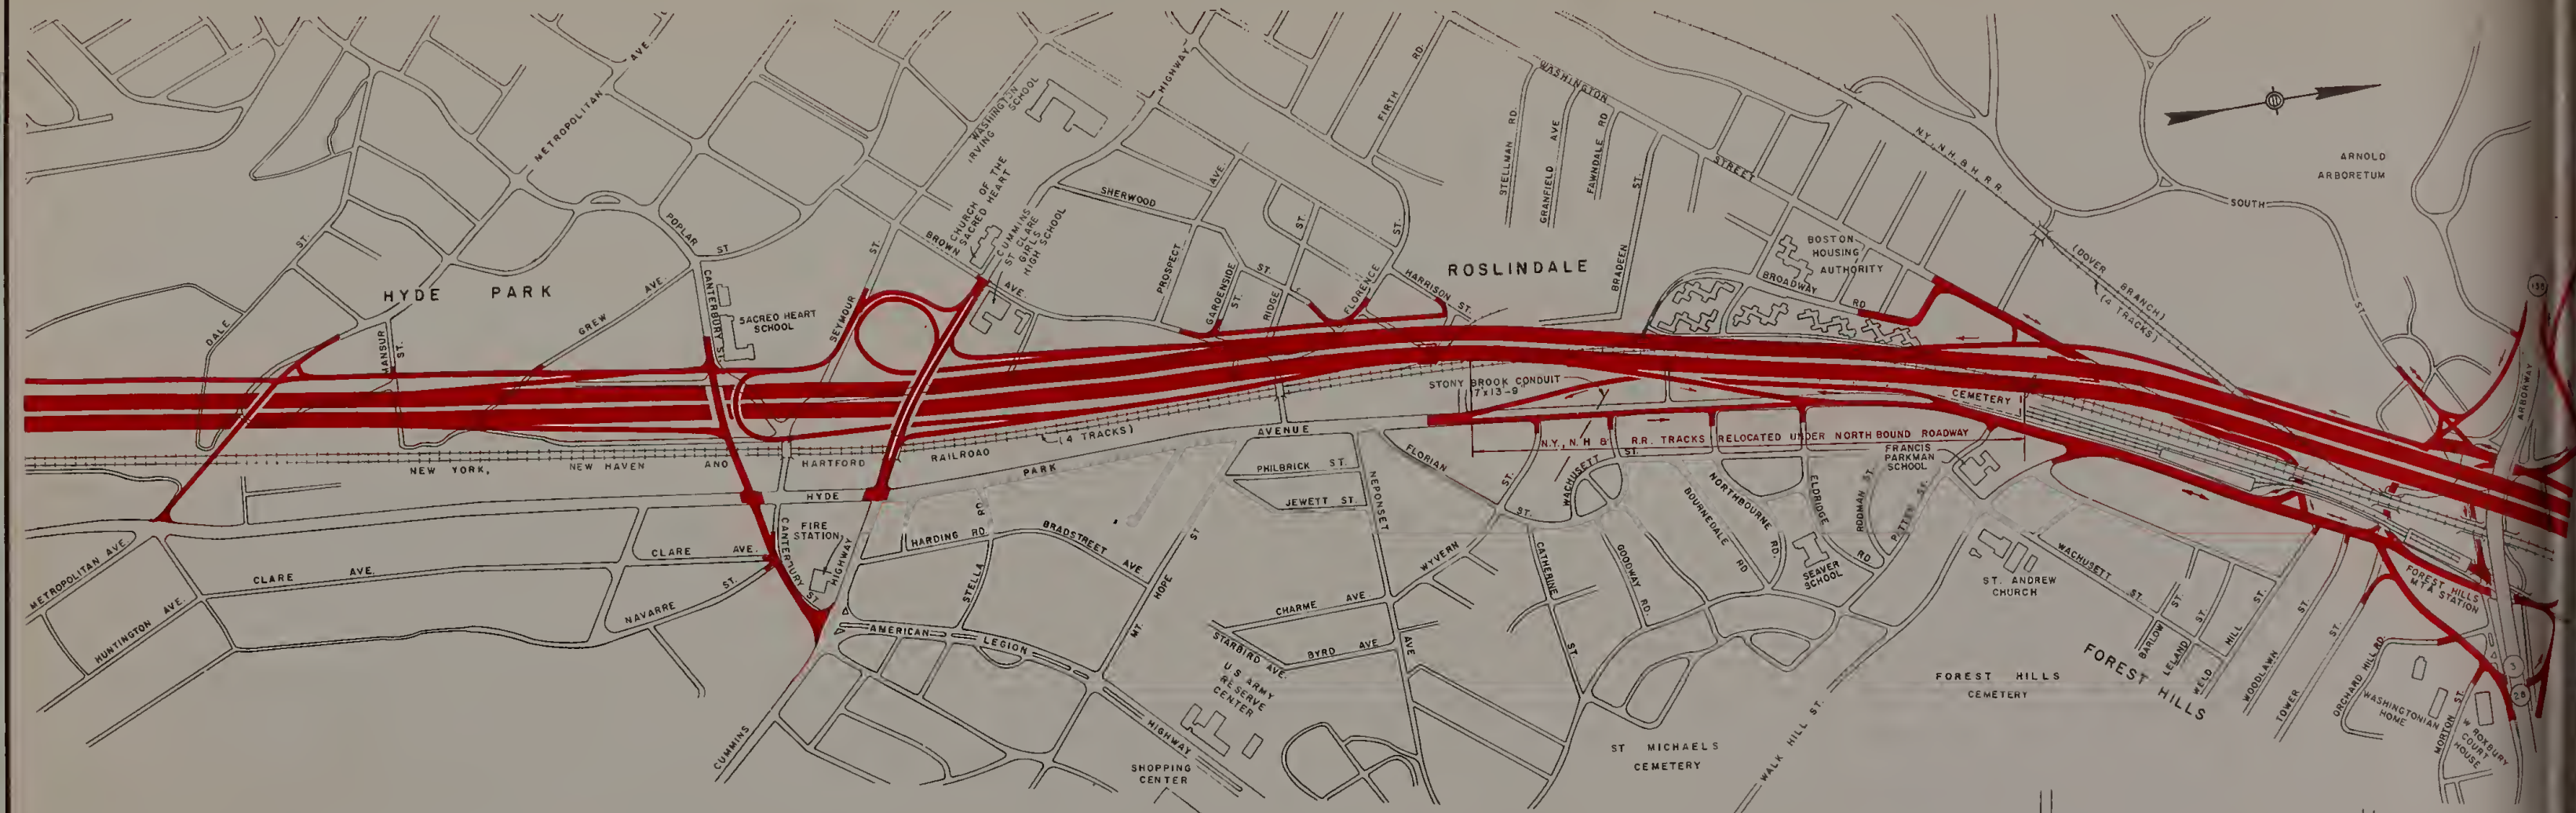 METROPOLITAN AVE.
HIGHWAY
WASHINGTON
IRVING SCHOOL
FIRTH RD.
WASHINGTON
STREET
STELLMAN RD.
GRANFIELD AVE
FAWNDALE RD
BRADEEN ST.
N.Y., N.H. & H. R.R.
(DOVER BRANCH)
(4 TRACKS)
ARNOLD
ARBORETUM
SOUTH
ST.
138
ARBORWAY
HYDE PARK
DALE
ST.
MANSUR
ST.
GREW
AVE.
POPLAR
ST
CANTERBURY ST.
SACRED HEART
SCHOOL
SEYMOUR
ST.
BROWN
AVE.
CHURCH OF THE
SACRED HEART
CUMMINS
ST CLARE
GIRLS
HIGH SCHOOL
SHERWOOD
AVE.
PROSPECT
GARDENSIDE
ST.
ST.
RIDGE
ST.
FLORENCE
ST.
HARRISON ST.
ROSLINDALE
BOSTON
HOUSING
AUTHORITY
BROADWAY
RD
STONY BROOK CONDUIT
17'x13'-9"
Y
CEMETERY
N.Y., N.H. & R.R. TRACKS RELOCATED UNDER NORTH BOUND ROADWAY
NEW YORK, NEW HAVEN AND HARTFORD RAILROAD
(4 TRACKS)
HYDE PARK AVENUE
METROPOLITAN AVE.
HUNTINGTON AVE.
CLARE AVE.
CLARE AVE.
NAVARRE ST.
CANTERBURY
ST.
FIRE
STATION
HIGHWAY
CUMMINS
HARDING RD
RD
STELLA
BRADSTREET AVE
MT. HOPE ST
AMERICAN LEGION
HIGHWAY
PHILBRICK ST.
JEWETT ST.
NEPONSET
AVE
FLORIAN
ST.
WACHUSETT
ST.
ST.
WYVERN
CHARME AVE
BYRD AVE
STARBIRD AVE.
U S ARMY
RESERVE
CENTER
SHOPPING
CENTER
CATHERINE
ST.
GOODWAY
RD.
BOURNEDALE
RD
NORTHBOURNE
RD.
ELDRIDGE
RD
RODMAN ST.
PATTEN ST.
SEAVER
SCHOOL
FRANCIS
PARKMAN
SCHOOL
ST. ANDREW
CHURCH
WACHUSETT ST.
BARLOW ST
LELAND ST.
WELD HILL ST.
WOODLAWN ST.
TOWER ST.
FOREST HILLS
FOREST HILLS
CEMETERY
ST MICHAELS
CEMETERY
WALK HILL ST.
FOREST HILLS
MTA STATION
ORCHARD HILL RD.
WASHINGTONIAN
HOME
MORTON ST.
W ROXBURY
COURT
HOUSE
3
28